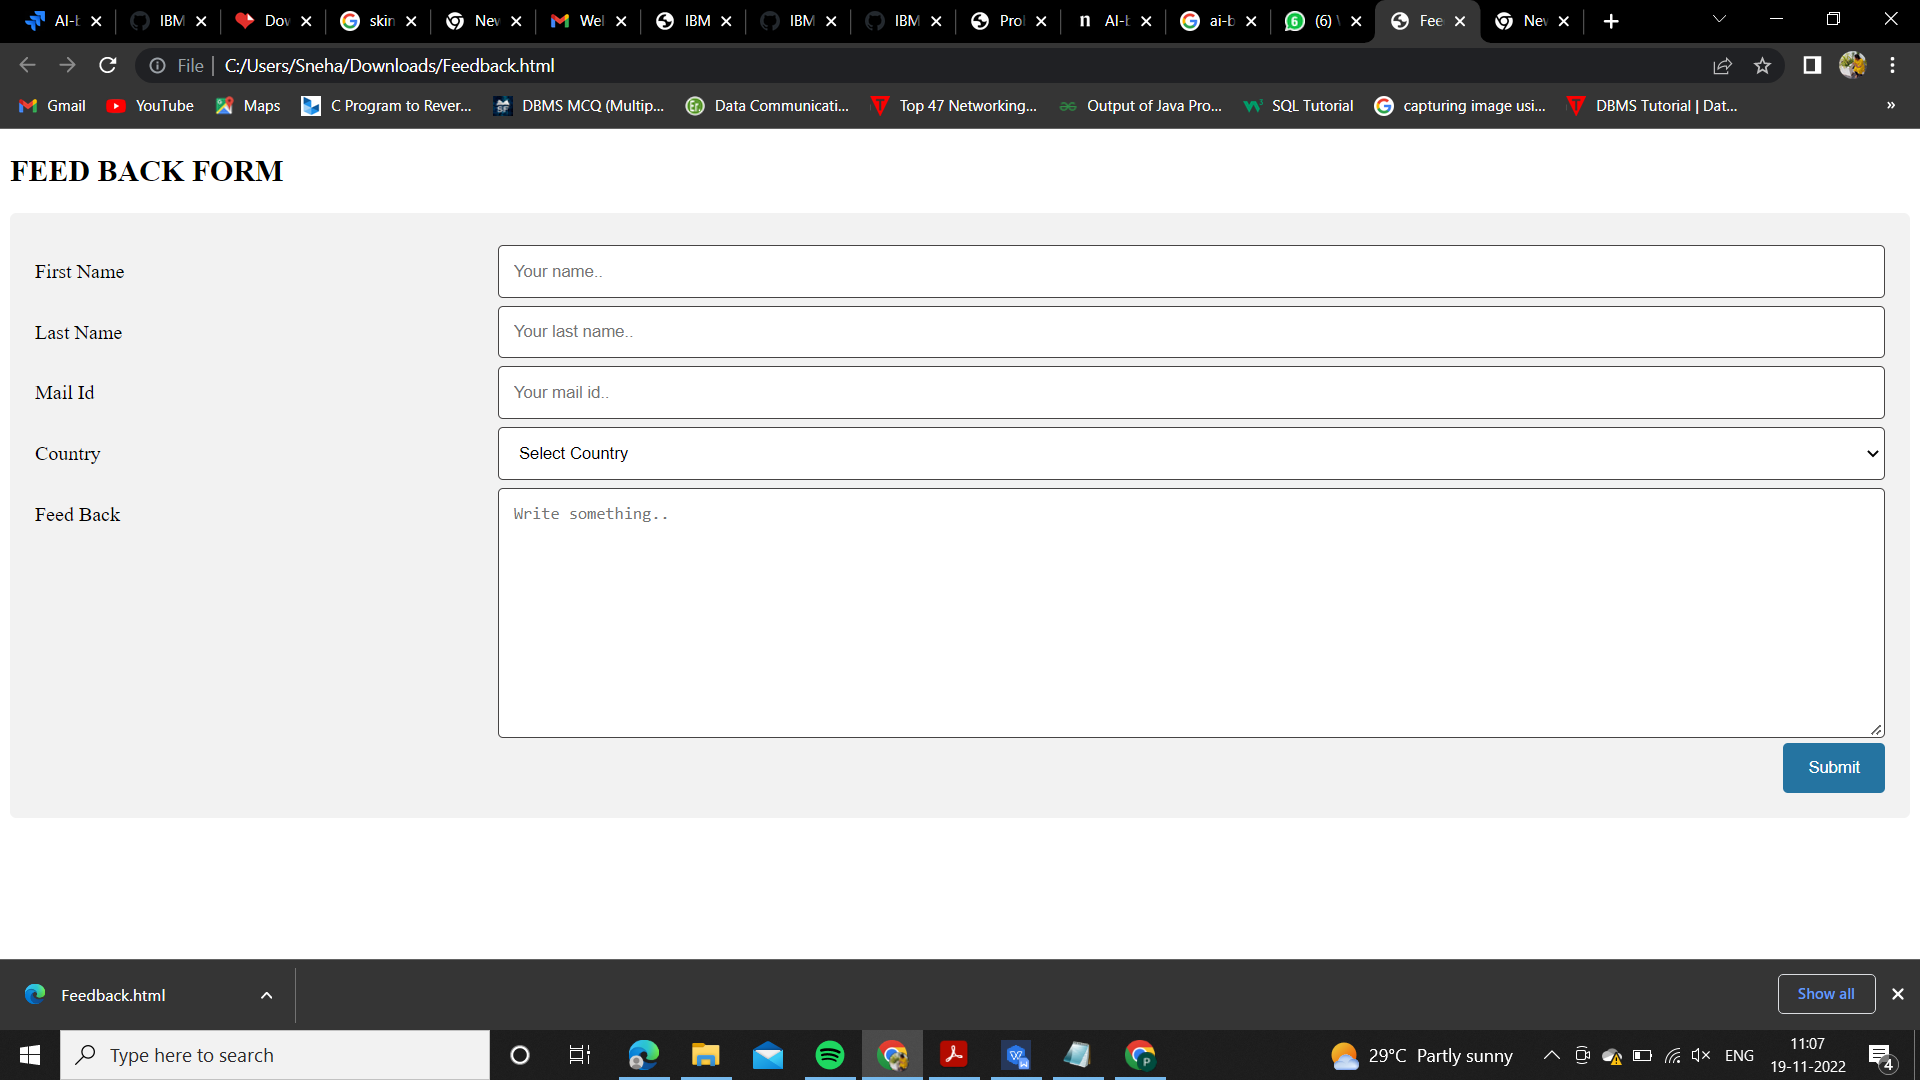 AI-b
IBM
Dov
skin
New
Wel
IBM
IBM
IBM
Prol
AI-b
ai-b
(6)
Fee
New
File
C:/Users/Sneha/Downloads/Feedback.html
Gmail
YouTube
Maps
C Program to Rever...
DBMS MCQ (Multip...
Data Communicati...
Top 47 Networking...
Output of Java Pro...
SQL Tutorial
capturing image usi...
DBMS Tutorial | Dat...
»
FEED BACK FORM
First Name
Your name..
Last Name
Your last name..
Mail Id
Your mail id..
Country
Select Country
Feed Back
Write something..
Submit
Feedback.html
Show all
Type here to search
29°C Partly sunny
ENG
11:07
19-11-2022
4